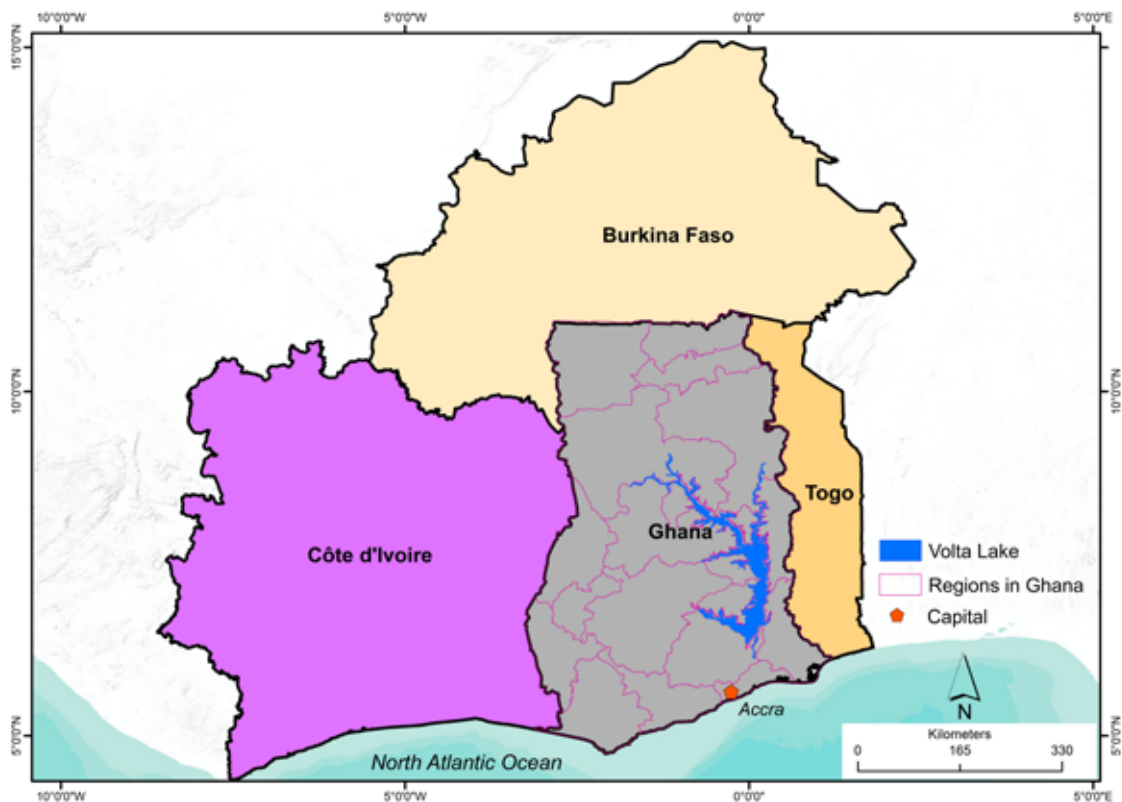 10°0'0"W
5°0'0"W
0°0'0"
5°0'0"E
15°0'0"N
Burkina Faso
10°0'0"N
10°0'0"N
Togo
Ghana
Côte d'Ivoire
Volta Lake
Regions in Ghana
Capital
Accra
N
North Atlantic Ocean
5°0'0"N
5°0'0"N
Kilometers
0 165 330
10°0'0"W
5°0'0"W
0°0'0"
5°0'0"E